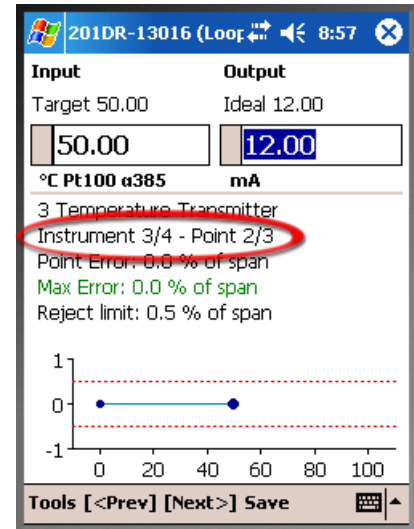 201DR-13016 (Loop 8:57
Input Output
Target 50.00 Ideal 12.00
50.00 12.00
°C Pt100 α385 mA
3 Temperature Transmitter
Instrument 3/4 - Point 2/3
Point Error: 0.0 % of span
Max Error: 0.0 % of span
Reject limit: 0.5 % of span
1
0
-1
0 20 40 60 80 100
Tools [<Prev] [Next>] Save